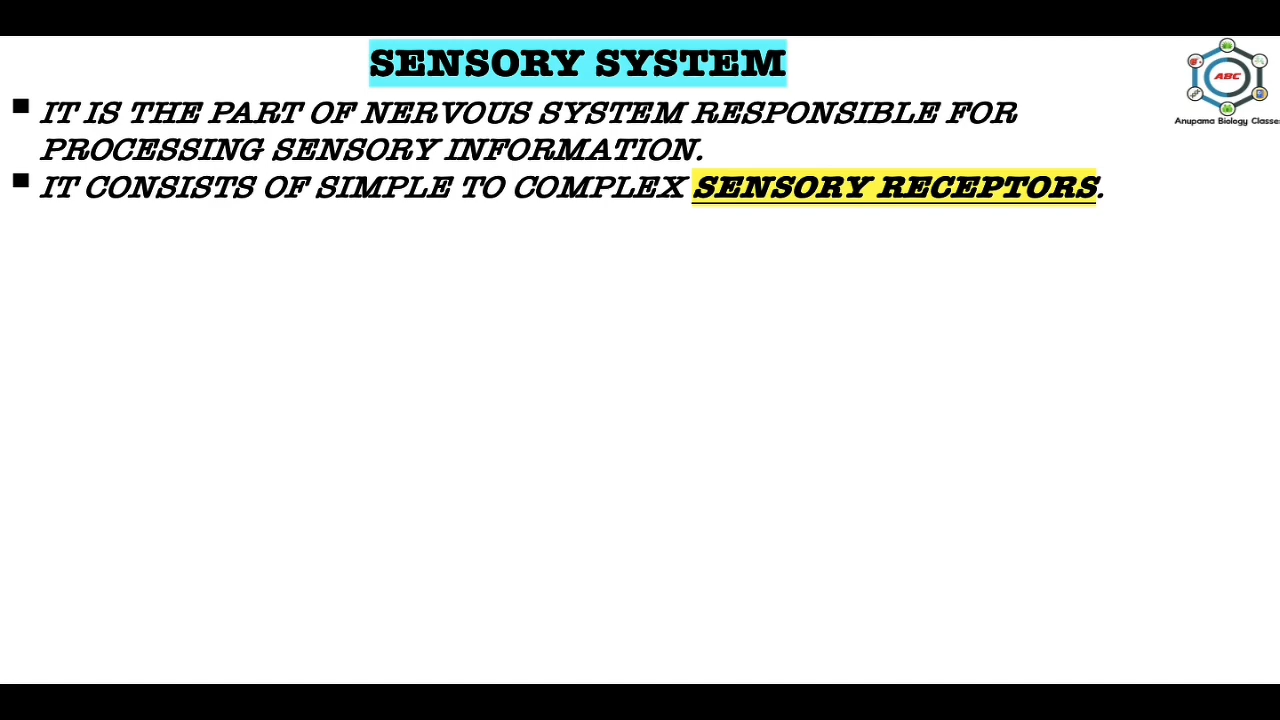 SENSORY SYSTEM
▪ IT IS THE PART OF NERVOUS SYSTEM RESPONSIBLE FOR
PROCESSING SENSORY INFORMATION.
▪ IT CONSISTS OF SIMPLE TO COMPLEX SENSORY RECEPTORS.
ABC
Anupama Biology Classes